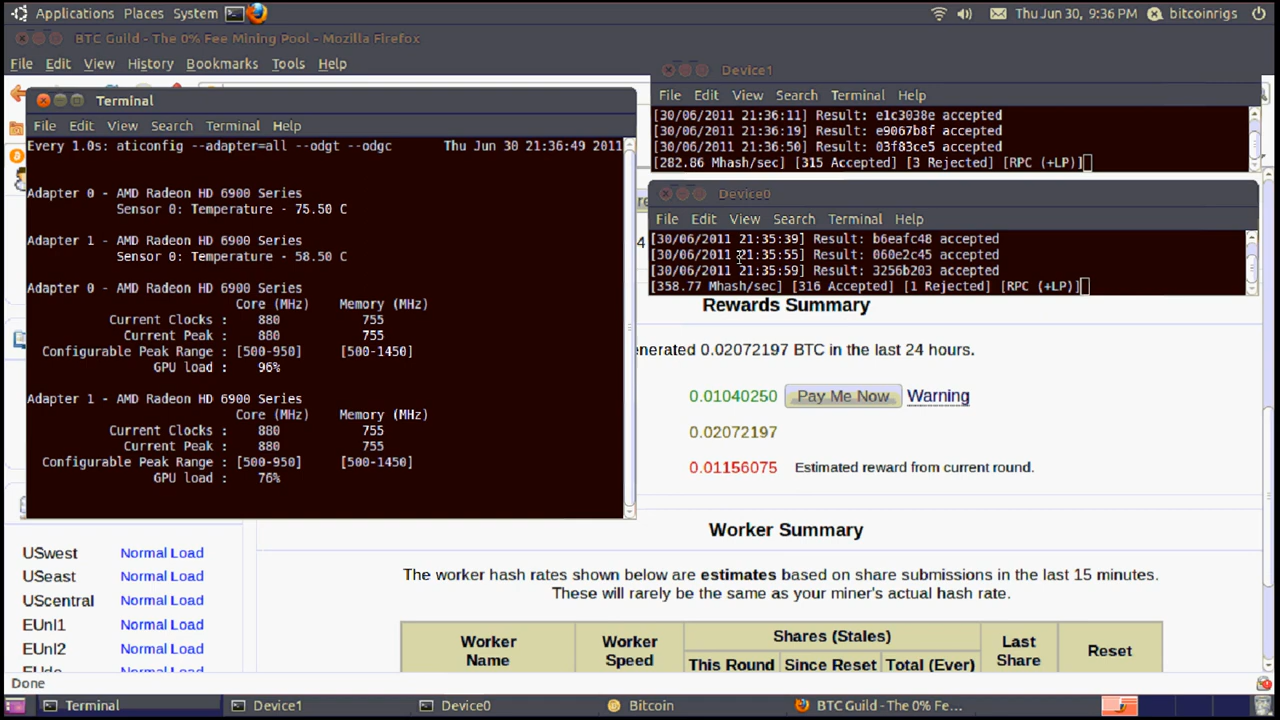 Applications Places System
Thu Jun 30, 9:36 PM bitcoinrigs
BTC Guild - The 0% Fee Mining Pool - Mozilla Firefox
File Edit View History Bookmarks Tools Help
Terminal
File Edit View Search Terminal Help
Every 1.0s: aticonfig --adapter=all --odgt --odgc Thu Jun 30 21:36:49 2011
Adapter 0 - AMD Radeon HD 6900 Series
Sensor 0: Temperature - 75.50 C
Adapter 1 - AMD Radeon HD 6900 Series
Sensor 0: Temperature - 58.50 C
Adapter 0 - AMD Radeon HD 6900 Series
Core (MHz) Memory (MHz)
Current Clocks : 880 755
Current Peak : 880 755
Configurable Peak Range : [500-950] [500-1450]
GPU load : 96%
Adapter 1 - AMD Radeon HD 6900 Series
Core (MHz) Memory (MHz)
Current Clocks : 880 755
Current Peak : 880 755
Configurable Peak Range : [500-950] [500-1450]
GPU load : 76%
Device1
File Edit View Search Terminal Help
[30/06/2011 21:36:11] Result: e1c3038e accepted
[30/06/2011 21:36:19] Result: e9067b8f accepted
[30/06/2011 21:36:50] Result: 03f83ce5 accepted
[282.86 Mhash/sec] [315 Accepted] [3 Rejected] [RPC (+LP)]
Device0
File Edit View Search Terminal Help
[30/06/2011 21:35:39] Result: b6eafc48 accepted
[30/06/2011 21:35:55] Result: 060e2c45 accepted
[30/06/2011 21:35:59] Result: 3256b203 accepted
[358.77 Mhash/sec] [316 Accepted] [1 Rejected] [RPC (+LP)]
Rewards Summary
enerated 0.02072197 BTC in the last 24 hours.
0.01040250 Pay Me Now Warning
0.02072197
0.01156075 Estimated reward from current round.
Worker Summary
The worker hash rates shown below are estimates based on share submissions in the last 15 minutes.
These will rarely be the same as your miner's actual hash rate.
Worker Name Worker Speed Shares (Stales) Last Share Reset
This Round Since Reset Total (Ever)
USwest Normal Load
USeast Normal Load
UScentral Normal Load
EUnl1 Normal Load
EUnl2 Normal Load
Normal Load
Done
Terminal Device1 Device0 Bitcoin BTC Guild - The 0% Fe...